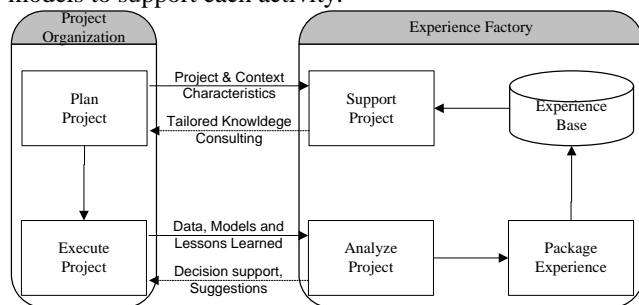 models to support each activity.
Project
Organization
Experience Factory
Plan
Project
Project & Context
Characteristics
Tailored Knowldege
Consulting
Support
Project
Experience
Base
Execute
Project
Data, Models and
Lessons Learned
Decision support,
Suggestions
Analyze
Project
Package
Experience